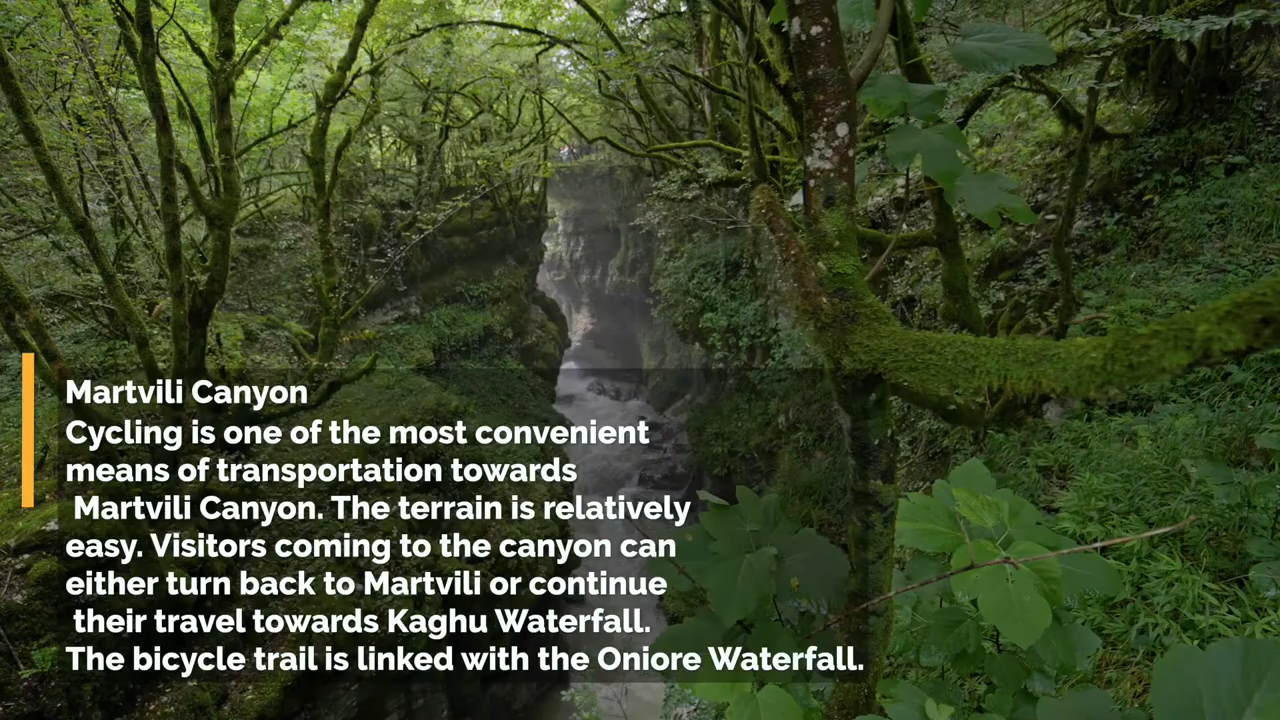 Martvili Canyon
Cycling is one of the most convenient
means of transportation towards
Martvili Canyon. The terrain is relatively
easy. Visitors coming to the canyon can
either turn back to Martvili or continue
their travel towards Kaghu Waterfall.
The bicycle trail is linked with the Oniore Waterfall.